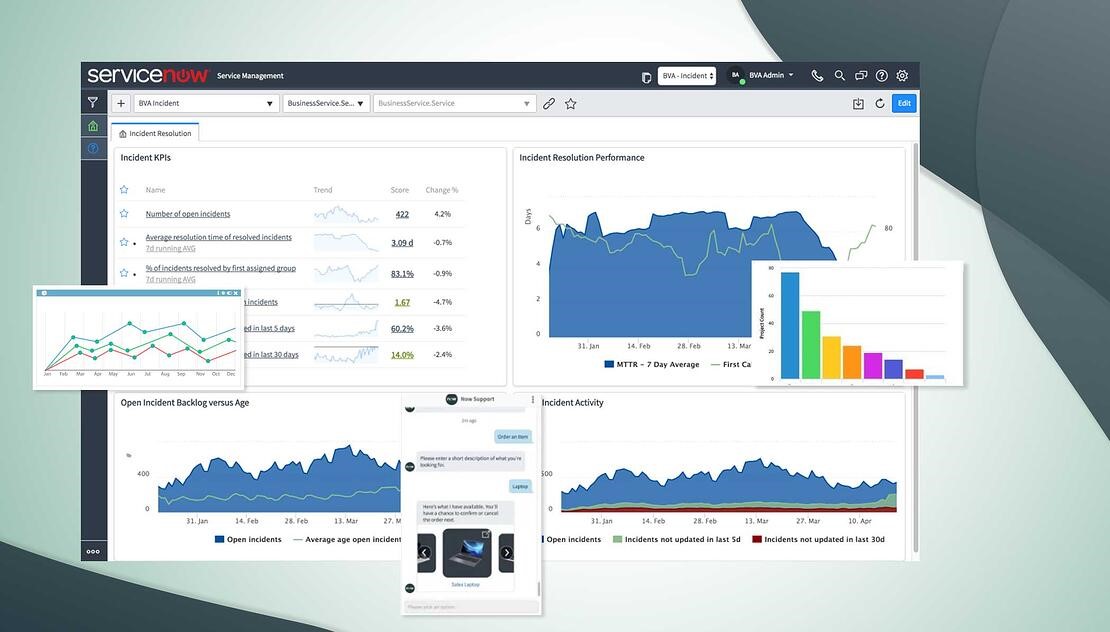 servicenow Service Management
BVA - Incident
BA
BVA Admin
+
BVA Incident
BusinessService.Se...
BusinessService.Service
Edit
Incident Resolution
Incident KPIs
Name Trend Score Change %
Number of open incidents 422 4.2%
Average resolution time of resolved incidents 3.09 d -0.7%
7d running AVG
% of incidents resolved by first assigned group 83.1% -0.9%
7d running AVG
incidents 1.67 -4.7%
ed in last 5 days 60.2% -3.6%
ed in last 30 days 14.0% -2.4%
Jan Feb Mar Apr May Jun Jul Aug Sep Nov Oct Dec
Incident Resolution Performance
Days
6
4
2
0
80
31. Jan 14. Feb 28. Feb 13. Mar
MTTR - 7 Day Average First Ca
Project Count
80
60
40
20
0
Open Incident Backlog versus Age
#
400
0
31. Jan 14. Feb 28. Feb 13. Mar 27. M
Open incidents Average age open incident
Now Support
2m ago
Order an item
Please enter a short description of what you're
looking for.
Laptop
Here's what I have available. You'll
have a chance to confirm or cancel
the order next.
Sales Laptop
Please pick an option
Incident Activity
500
0
31. Jan 14. Feb 28. Feb 13. Mar 27. Mar 10. Apr
Open incidents Incidents not updated in last 5d Incidents not updated in last 30d